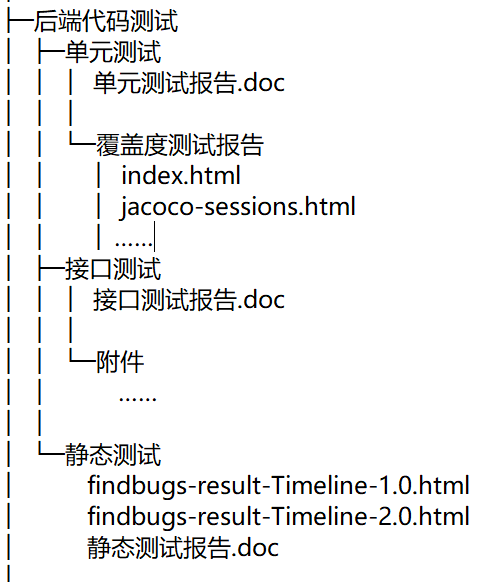 ├─后端代码测试
│  ├─单元测试
│  │  │  单元测试报告.doc
│  │  │
│  │  └─覆盖度测试报告
│  │      │  index.html
│  │      │  jacoco-sessions.html
│  │      │ ……
│  ├─接口测试
│  │  │  接口测试报告.doc
│  │  │
│  │  └─附件
│  │          ……
│  │
│  └─静态测试
│          findbugs-result-Timeline-1.0.html
│          findbugs-result-Timeline-2.0.html
│          静态测试报告.doc
│